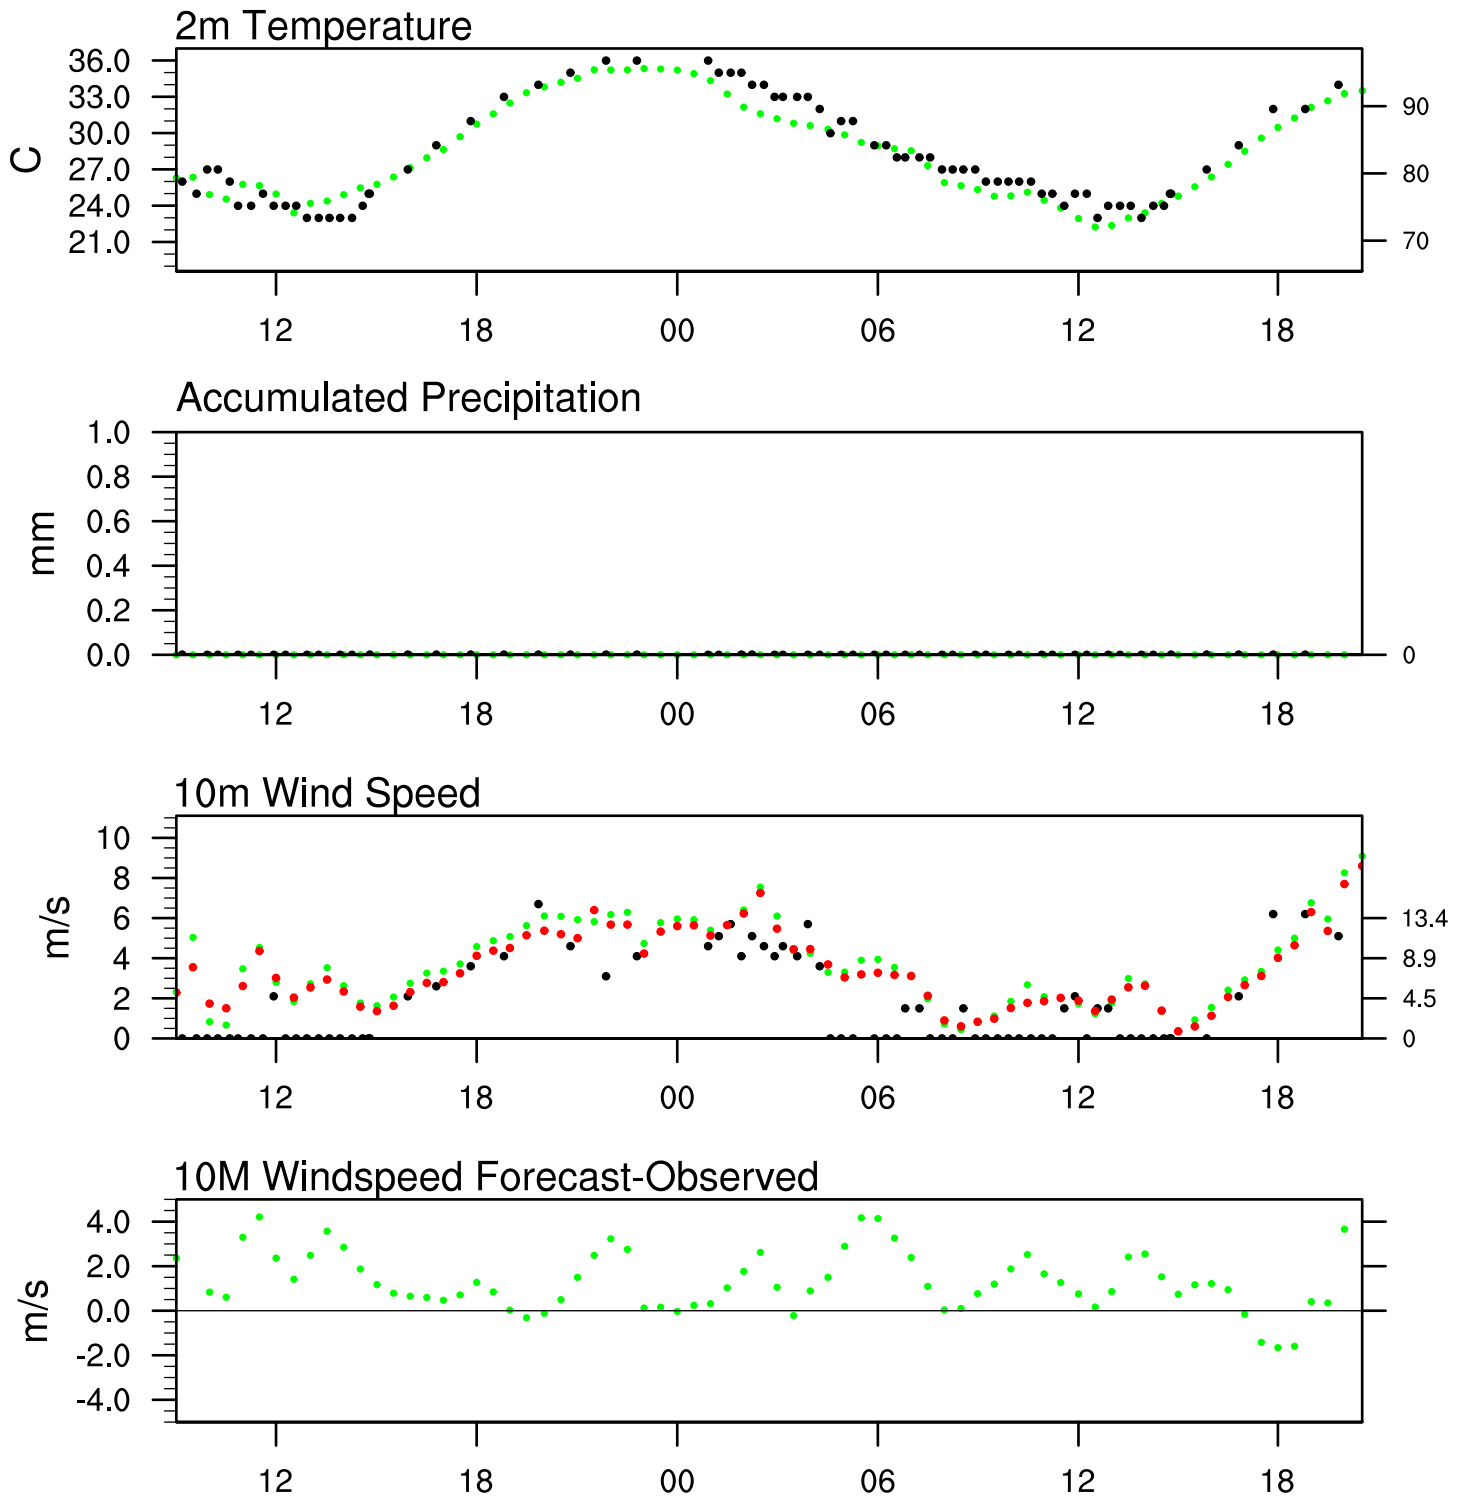 2m Temperature
36.0
33.0
30.0
27.0
24.0
21.0
C
90
80
70
12 18 00 06 12 18
Accumulated Precipitation
1.0
0.8
0.6
0.4
0.2
0.0
mm
0
12 18 00 06 12 18
10m Wind Speed
10
8
6
4
2
0
m/s
13.4
8.9
4.5
0
12 18 00 06 12 18
10M Windspeed Forecast-Observed
4.0
2.0
0.0
-2.0
-4.0
m/s
12 18 00 06 12 18